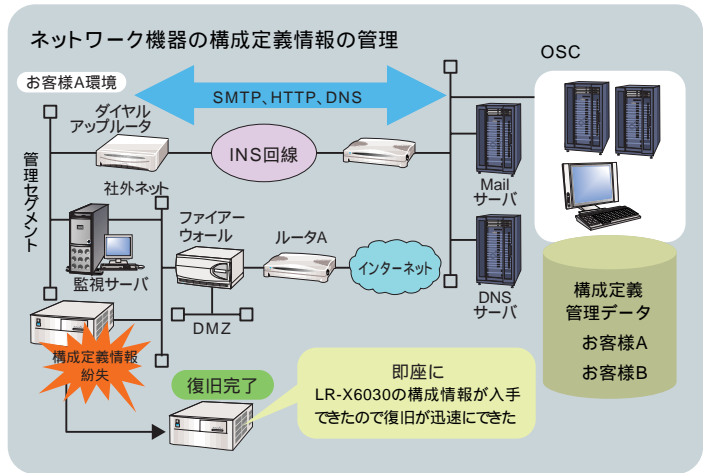 ネットワーク機器の構成定義情報の管理
OSC
お客様A環境
SMTP、HTTP、DNS
ダイヤル
アップルータ
INS回線
管理セグメント
社外ネット
Mail
サーバ
ファイアー
ウォール
ルータA
インターネット
監視サーバ
DMZ
DNS
サーバ
構成定義
管理データ
お客様A
お客様B
構成定義情報
紛失
復旧完了
即座に
LR-X6030の構成情報が入手
できたので復旧が迅速にできた